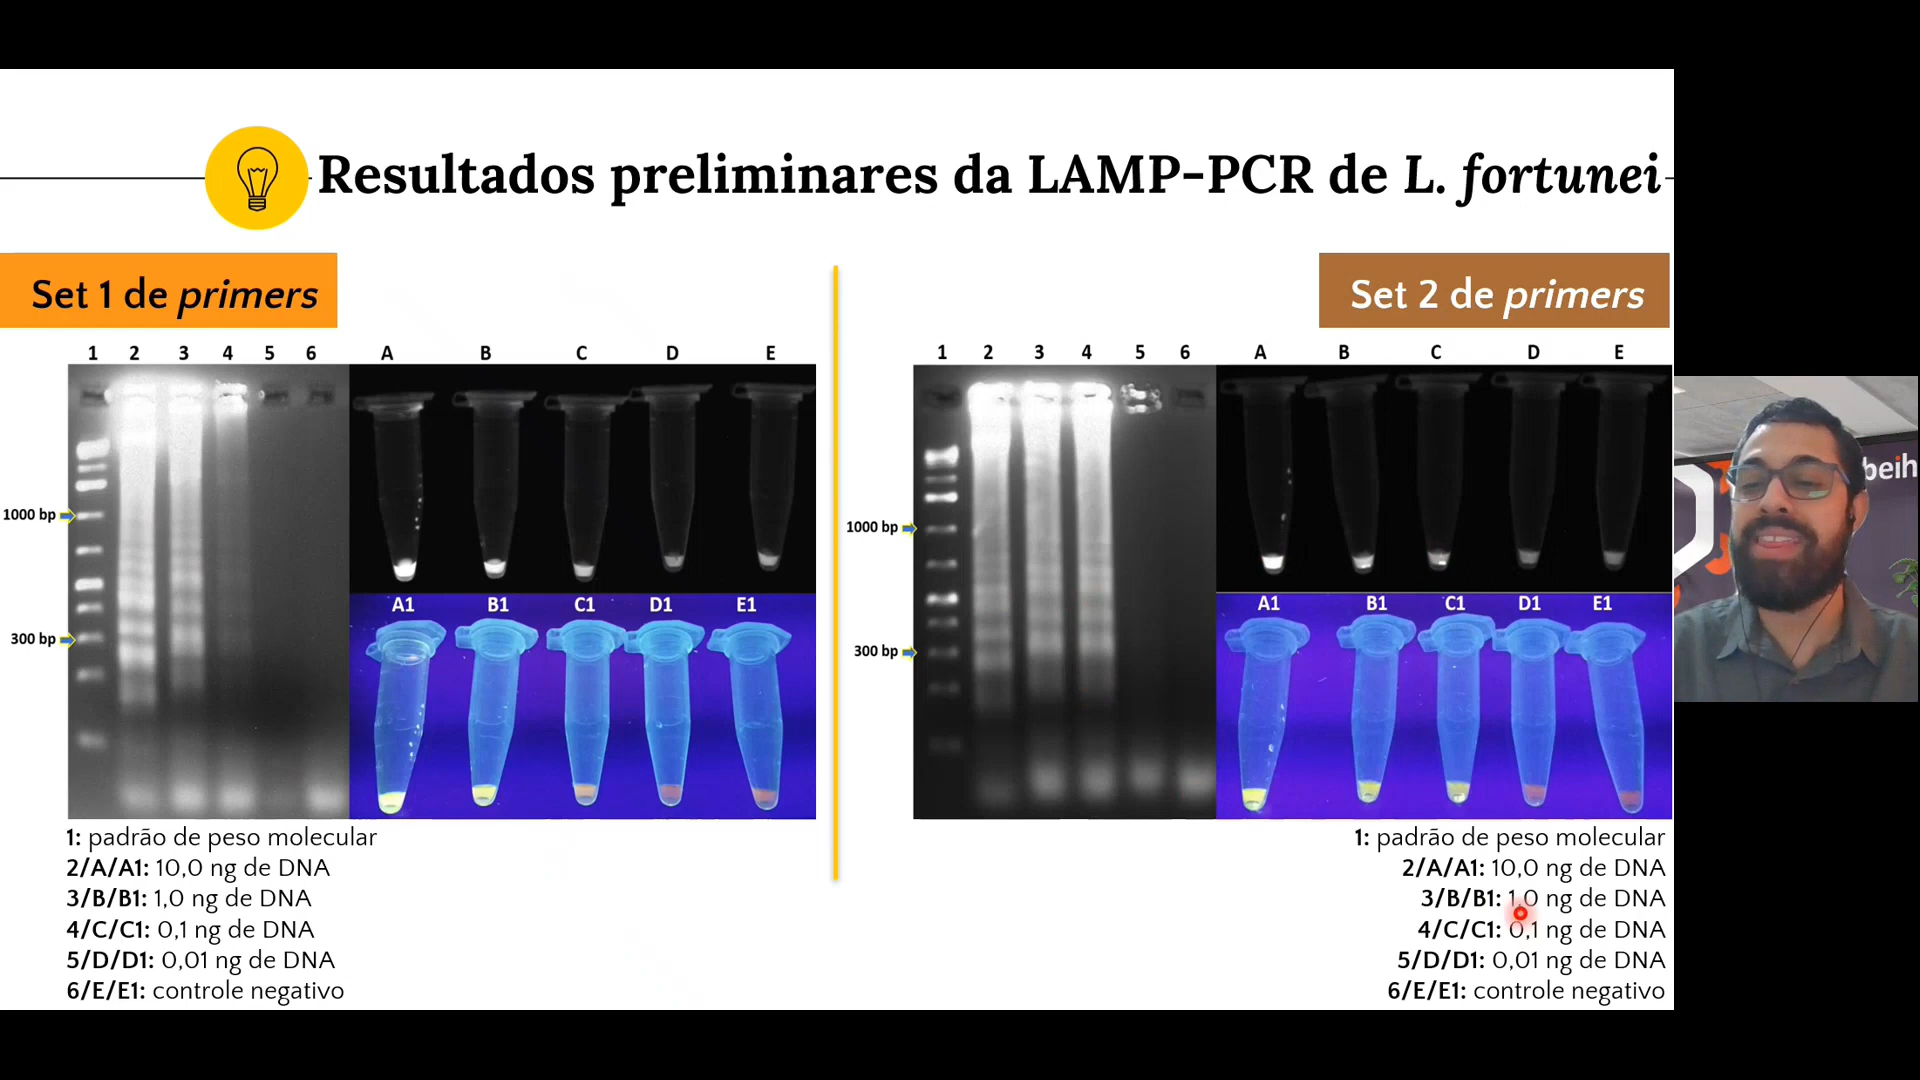 Resultados preliminares da LAMP-PCR de L. fortunei
Set 1 de primers
1 2 3 4 5 6 A B C D E
1000 bp
300 bp
A1 B1 C1 D1 E1
1: padrão de peso molecular
2/A/A1: 10,0 ng de DNA
3/B/B1: 1,0 ng de DNA
4/C/C1: 0,1 ng de DNA
5/D/D1: 0,01 ng de DNA
6/E/E1: controle negativo
Set 2 de primers
1 2 3 4 5 6 A B C D E
1000 bp
300 bp
A1 B1 C1 D1 E1
1: padrão de peso molecular
2/A/A1: 10,0 ng de DNA
3/B/B1: 1,0 ng de DNA
4/C/C1: 0,1 ng de DNA
5/D/D1: 0,01 ng de DNA
6/E/E1: controle negativo
beih